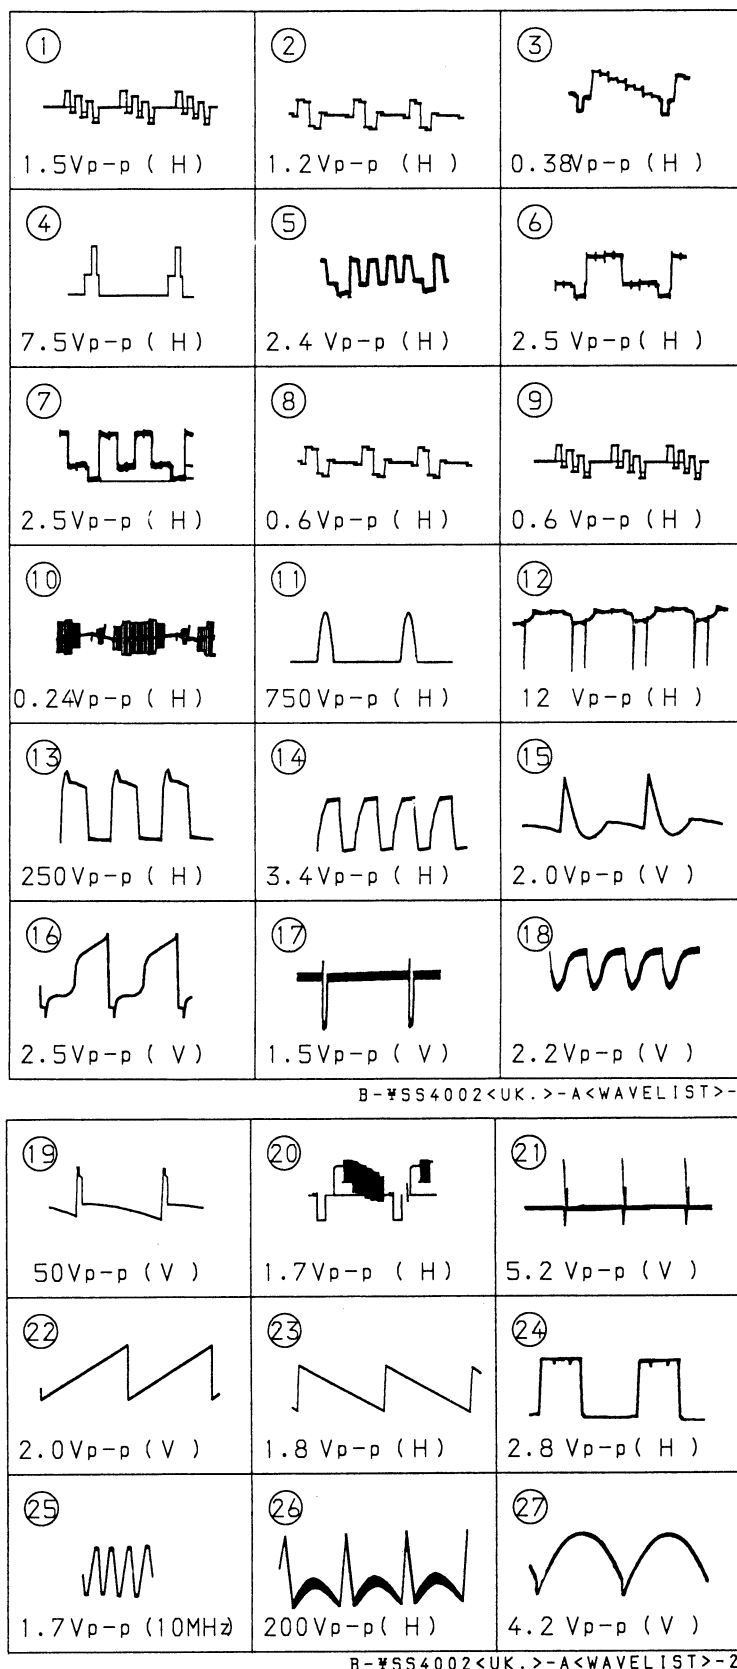 ① ② ③
1.5Vp-p ( H ) 1.2Vp-p ( H ) 0.38Vp-p ( H )
④ ⑤ ⑥
7.5Vp-p ( H ) 2.4 Vp-p ( H ) 2.5 Vp-p( H )
⑦ ⑧ ⑨
2.5Vp-p ( H ) 0.6Vp-p ( H ) 0.6 Vp-p ( H )
⑩ ⑪ ⑫
0.24Vp-p ( H ) 750Vp-p ( H ) 12 Vp-p ( H )
⑬ ⑭ ⑮
250Vp-p ( H ) 3.4Vp-p ( H ) 2.0Vp-p ( V )
⑯ ⑰ ⑱
2.5Vp-p ( V ) 1.5Vp-p ( V ) 2.2Vp-p ( V )
B-¥SS4002<UK.>-A<WAVELIST>-
⑲ ⑳ ㉑
50Vp-p ( V ) 1.7Vp-p ( H ) 5.2 Vp-p ( V )
㉒ ㉓ ㉔
2.0Vp-p ( V ) 1.8 Vp-p ( H ) 2.8 Vp-p( H )
㉕ ㉖ ㉗
1.7Vp-p (10MHz) 200Vp-p( H ) 4.2 Vp-p ( V )
B-¥SS4002<UK.>-A<WAVELIST>-2